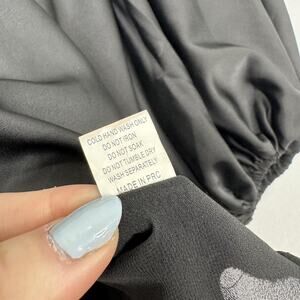 COLD HAND WASH ONLY
DO NOT IRON
DO NOT SOAK
DO NOT TUMBLE DRY
WASH SEPARATELY
MADE IN PRC